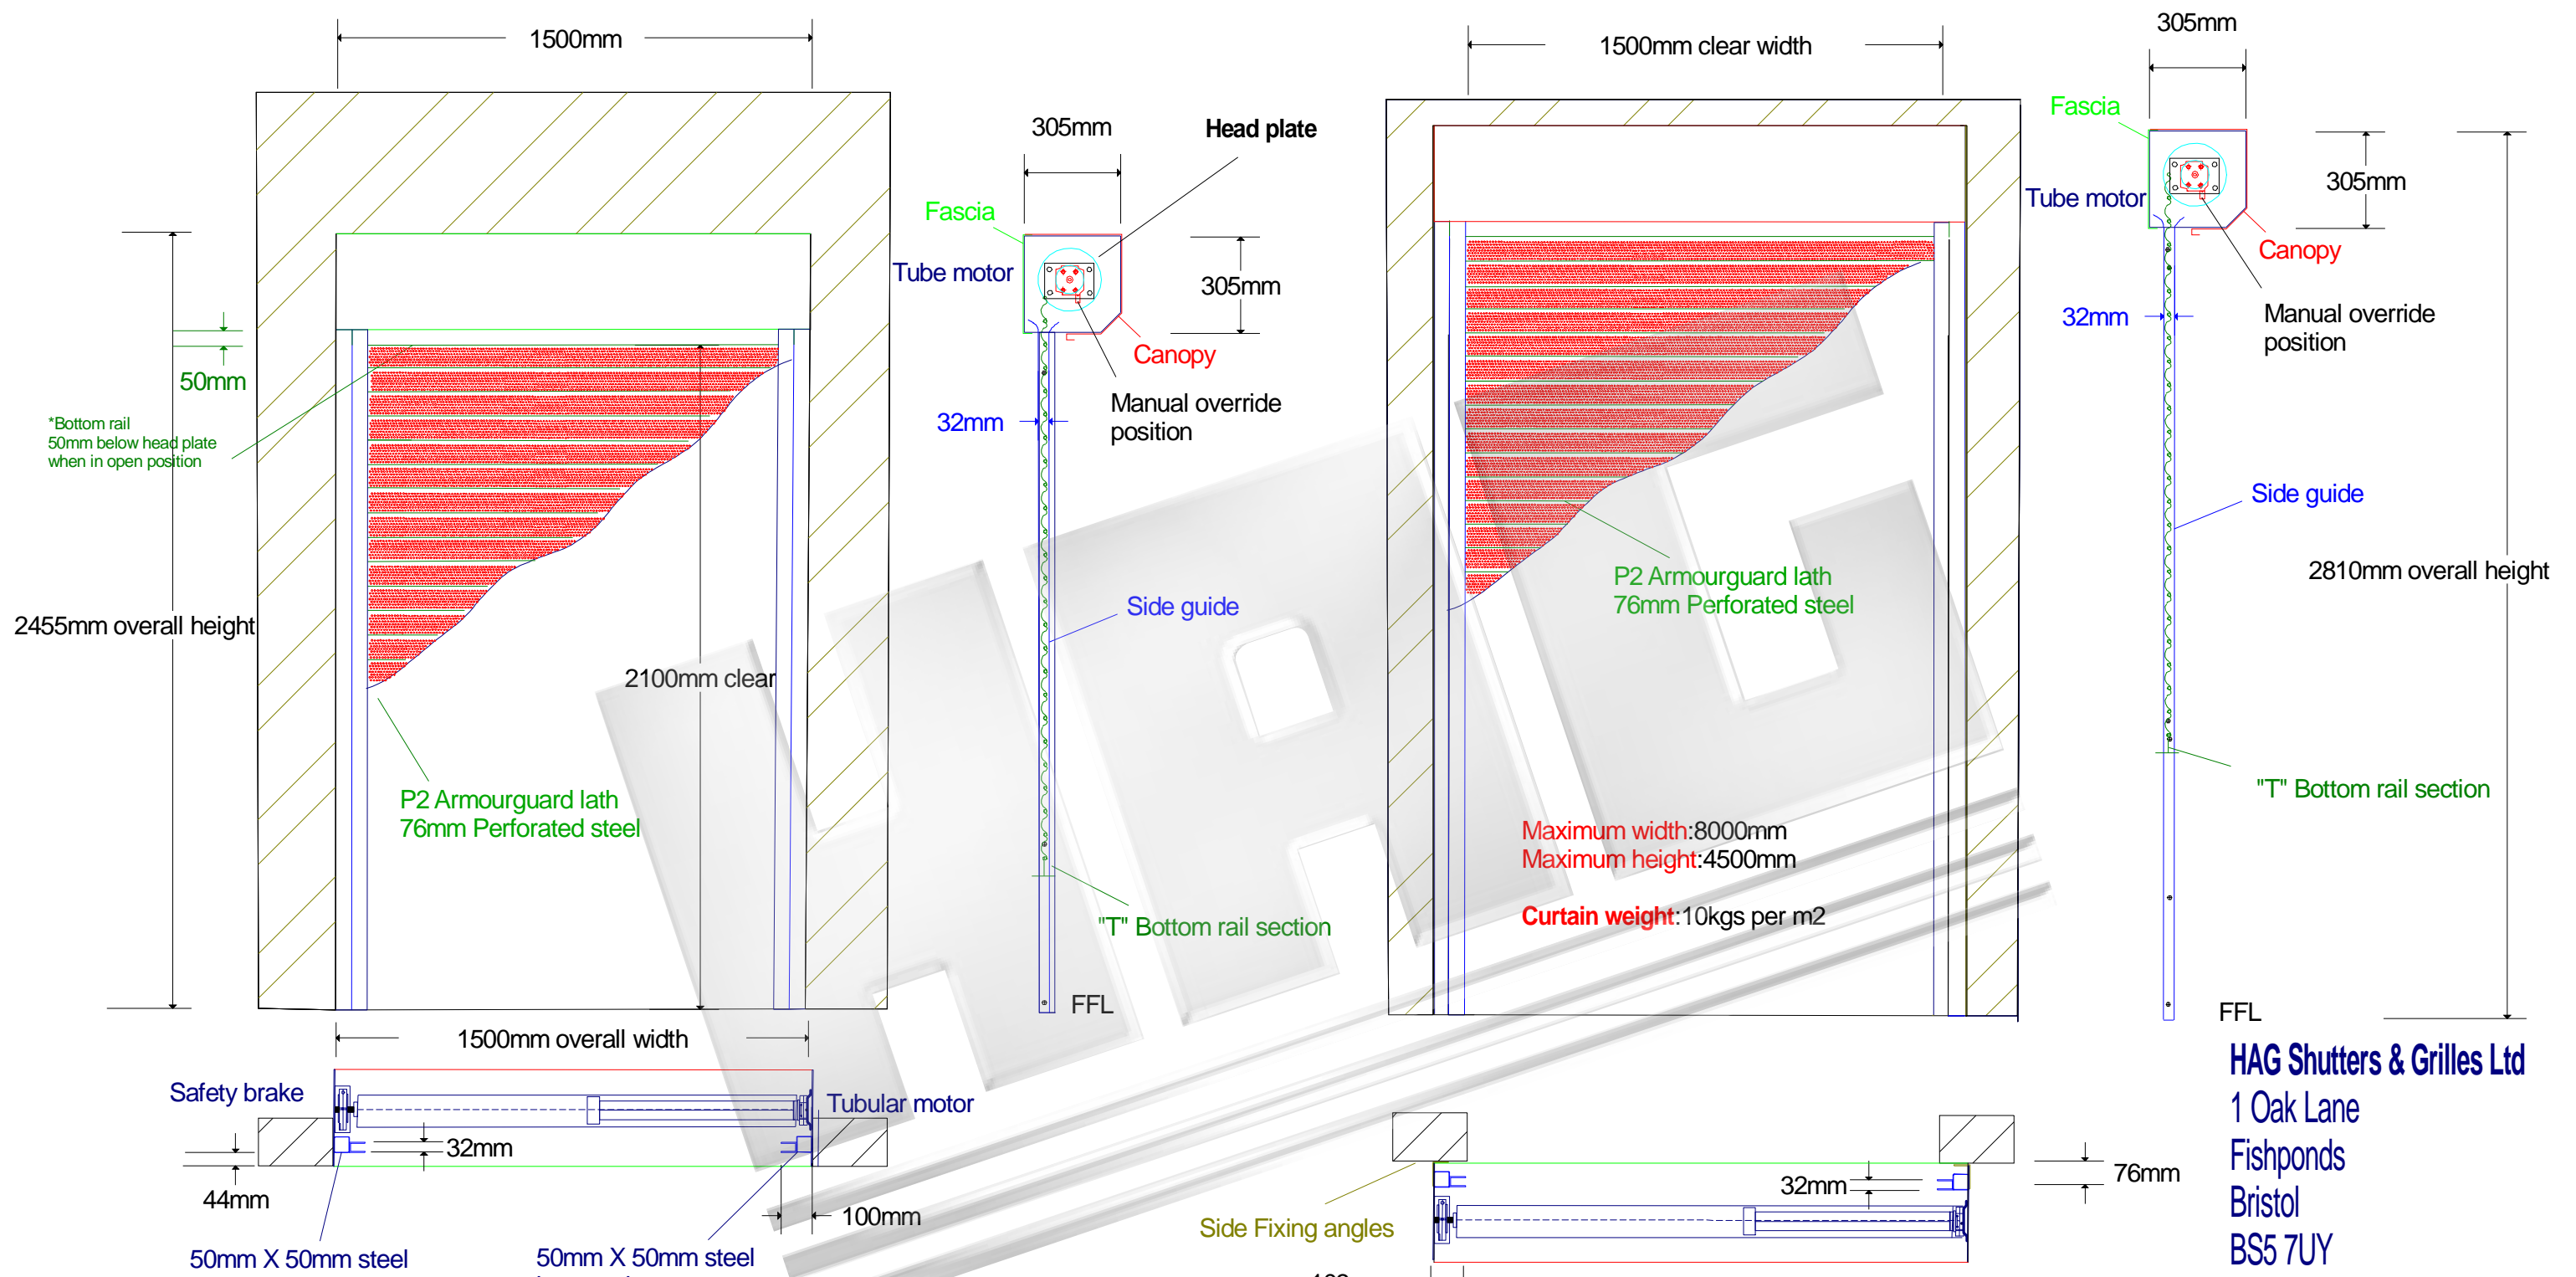 1500mm
1500mm clear width
305mm
Fascia
305mm
Head plate
Tube motor
305mm
Fascia
Canopy
Tube motor
305mm
Manual override
position
32mm
50mm
Canopy
*Bottom rail
50mm below head plate
when in open position
Manual override
position
32mm
Side guide
2810mm overall height
P2 Armourguard lath
76mm Perforated steel
Side guide
2455mm overall height
2100mm clear
"T" Bottom rail section
P2 Armourguard lath
76mm Perforated steel
Maximum width:8000mm
Maximum height:4500mm
Curtain weight:10kgs per m2
"T" Bottom rail section
FFL
FFL
1500mm overall width
HAG Shutters & Grilles Ltd
1 Oak Lane
Fishponds
Bristol
BS5 7UY
Safety brake
Tubular motor
32mm
44mm
100mm
50mm X 50mm steel
50mm X 50mm steel
76mm
32mm
Side Fixing angles
HAG